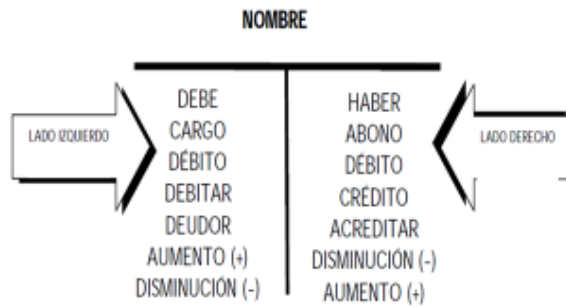 NOMBRE
LADO IZQUIERDO
DEBE
CARGO
DÉBITO
DEBITAR
DEUDOR
AUMENTO (+)
DISMINUCIÓN (-)
HABER
ABONO
DÉBITO
CRÉDITO
ACREDITAR
DISMINUCIÓN (-)
AUMENTO (+)
LADO DERECHO